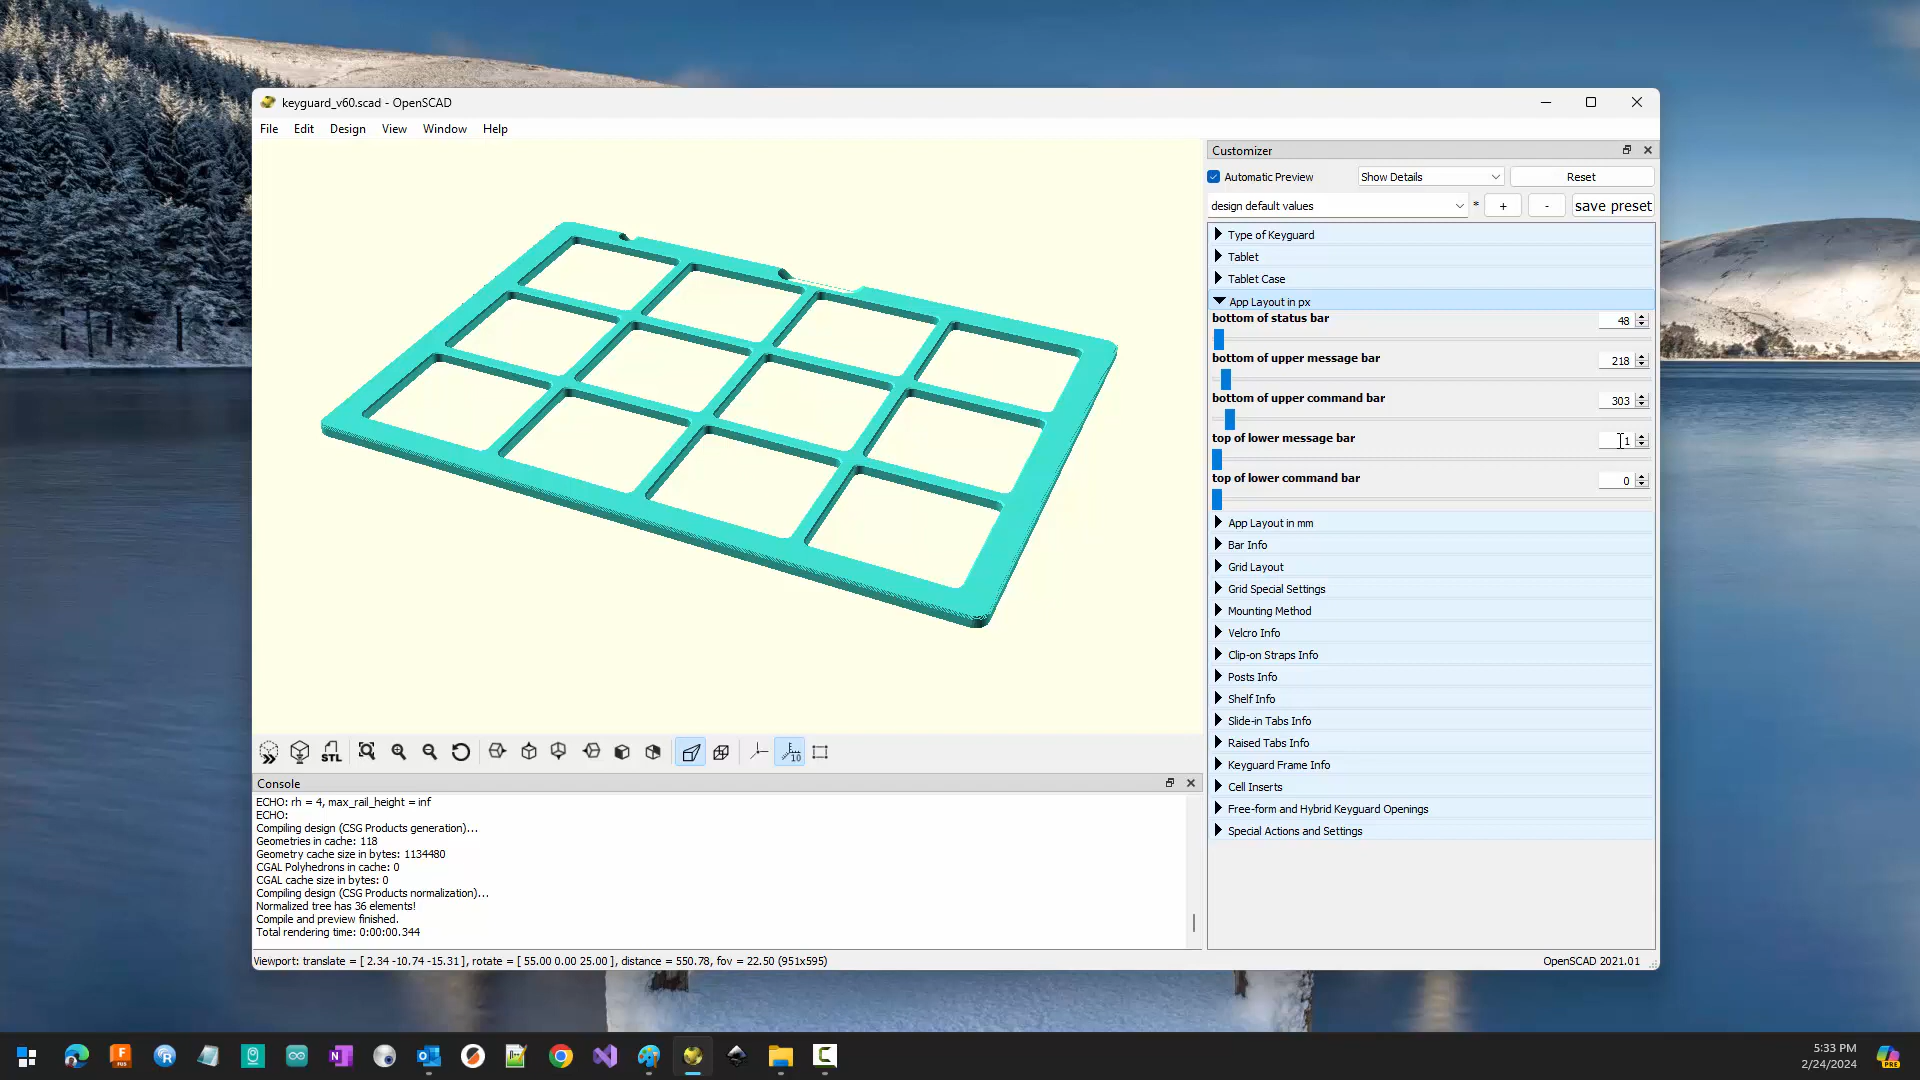 keyguard_v60.scad - OpenSCAD
File Edit Design View Window Help
Customizer
Automatic Preview Show Details Reset
design default values * + - save preset
Type of Keyguard
Tablet
Tablet Case
App Layout in px
bottom of status bar
48
bottom of upper message bar
218
bottom of upper command bar
303
top of lower message bar
1
top of lower command bar
0
App Layout in mm
Bar Info
Grid Layout
Grid Special Settings
Mounting Method
Velcro Info
Clip-on Straps Info
Posts Info
Shelf Info
Slide-in Tabs Info
Raised Tabs Info
Keyguard Frame Info
Cell Inserts
Free-form and Hybrid Keyguard Openings
Special Actions and Settings
STL
10
Console
ECHO: rh = 4, max_rail_height = inf
ECHO:
Compiling design (CSG Products generation)...
Geometries in cache: 118
Geometry cache size in bytes: 1134480
CGAL Polyhedrons in cache: 0
CGAL cache size in bytes: 0
Compiling design (CSG Products normalization)...
Normalized tree has 36 elements!
Compile and preview finished.
Total rendering time: 0:00:00.344
Viewport: translate = [ 2.34 -10.74 -15.31 ], rotate = [ 55.00 0.00 25.00 ], distance = 550.78, fov = 22.50 (951x595)
OpenSCAD 2021.01
5:33 PM
2/24/2024